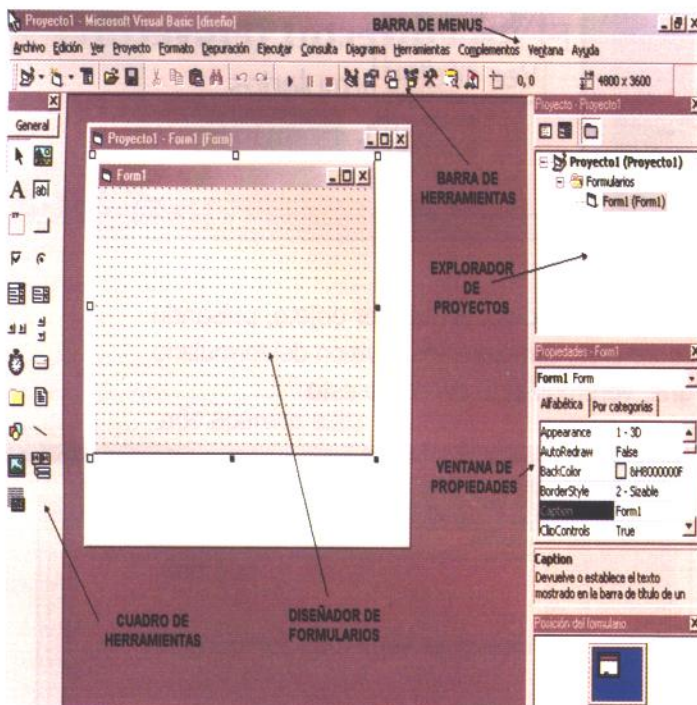 Proyecto1 - Microsoft Visual Basic [diseño]
BARRA DE MENUS
Archivo Edición Ver Proyecto Formato Depuración Ejecutar Consulta Diagrama Herramientas Complementos Ventana Ayuda
0, 0
4800 x 3600
General
A
ab
Proyecto1 - Form1 (Form)
Form1
BARRA DE
HERRAMIENTAS
Proyecto - Proyecto1
Proyecto1 (Proyecto1)
Formularios
Form1 (Form1)
EXPLORADOR
DE
PROYECTOS
Propiedades - Form1
Form1 Form
Alfabética Por categorías
Appearance 1 - 3D
AutoRedraw False
BackColor &H8000000F
BorderStyle 2 - Sizable
Caption Form1
ClipControls True
VENTANA DE
PROPIEDADES
Caption
Devuelve o establece el texto
mostrado en la barra de título de un
Posición del formulario
CUADRO DE
HERRAMIENTAS
DISEÑADOR DE
FORMULARIOS